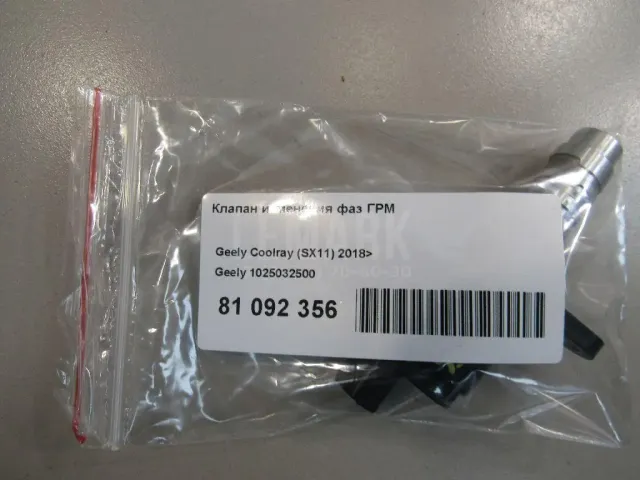 Клапан изменения фаз ГРМ
Geely Coolray (SX11) 2018>
Geely 1025032500
81 092 356